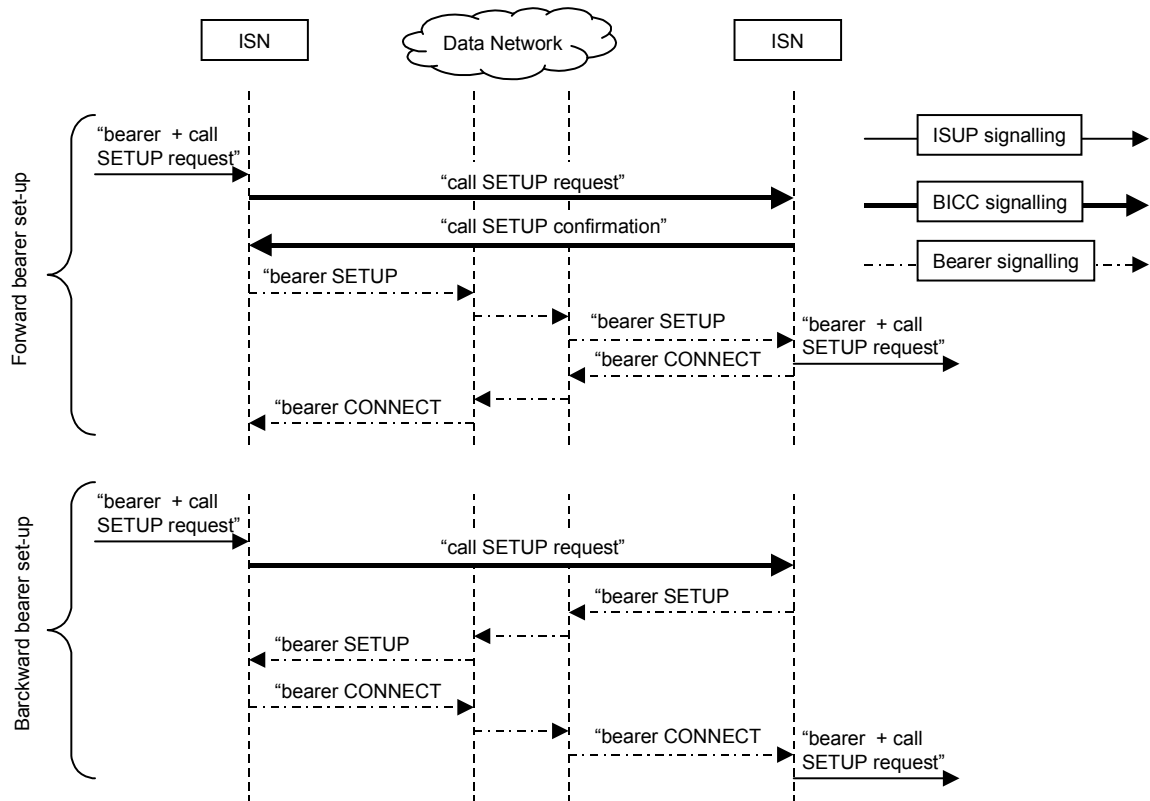 ISN
Data Network
ISN
“bearer + call
SETUP request”
ISUP signalling
“call SETUP request”
BICC signalling
“call SETUP confirmation”
Bearer signalling
“bearer SETUP
“bearer SETUP
“bearer + call
SETUP request”
“bearer CONNECT
“bearer CONNECT
Forward bearer set-up
“bearer + call
SETUP request”
“call SETUP request”
“bearer SETUP
“bearer SETUP
“bearer CONNECT
“bearer CONNECT
“bearer + call
SETUP request”
Barckward bearer set-up